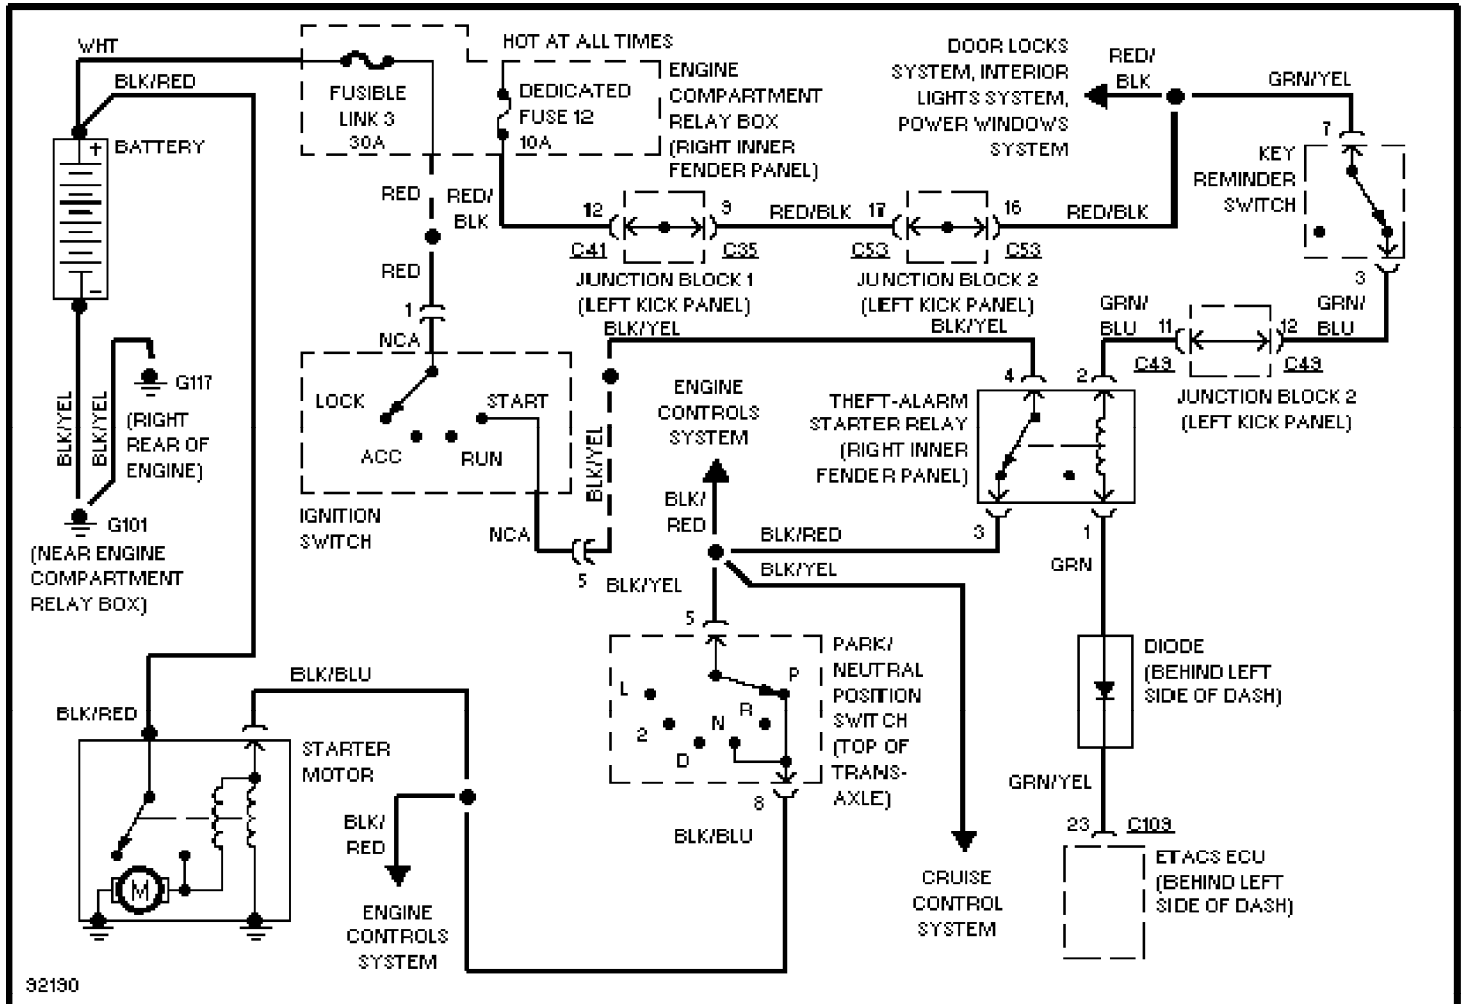 WHT
BLK/RED
BATTERY
+
-
FUSIBLE
LINK 3
30A
HOT AT ALL TIMES
DEDICATED
FUSE 12
10A
ENGINE
COMPARTMENT
RELAY BOX
(RIGHT INNER
FENDER PANEL)
DOOR LOCKS
SYSTEM, INTERIOR
LIGHTS SYSTEM,
POWER WINDOWS
SYSTEM
RED/
BLK
GRN/YEL
7
KEY
REMINDER
SWITCH
3
RED
RED/
BLK
12
9
RED/BLK
17
16
RED/BLK
C41
C35
C53
C53
JUNCTION BLOCK 1
(LEFT KICK PANEL)
JUNCTION BLOCK 2
(LEFT KICK PANEL)
RED
1
NCA
BLK/YEL
BLK/YEL
GRN/
BLU
11
12
GRN/
BLU
C49
C49
JUNCTION BLOCK 2
(LEFT KICK PANEL)
G117
(RIGHT
REAR OF
ENGINE)
BLK/YEL
BLK/YEL
G101
(NEAR ENGINE
COMPARTMENT
RELAY BOX)
LOCK
START
ACC
RUN
IGNITION
SWITCH
NCA
5
BLK/YEL
ENGINE
CONTROLS
SYSTEM
4
2
THEFT-ALARM
STARTER RELAY
(RIGHT INNER
FENDER PANEL)
3
1
BLK/
RED
BLK/RED
BLK/YEL
BLK/YEL
GRN
5
PARK/
NEUTRAL
POSITION
SWITCH
(TOP OF
TRANS-
AXLE)
L
2
D
N
R
P
8
BLK/BLU
DIODE
(BEHIND LEFT
SIDE OF DASH)
GRN/YEL
23
C109
ETACS ECU
(BEHIND LEFT
SIDE OF DASH)
CRUISE
CONTROL
SYSTEM
BLK/BLU
BLK/RED
STARTER
MOTOR
M
BLK/
RED
ENGINE
CONTROLS
SYSTEM
92190